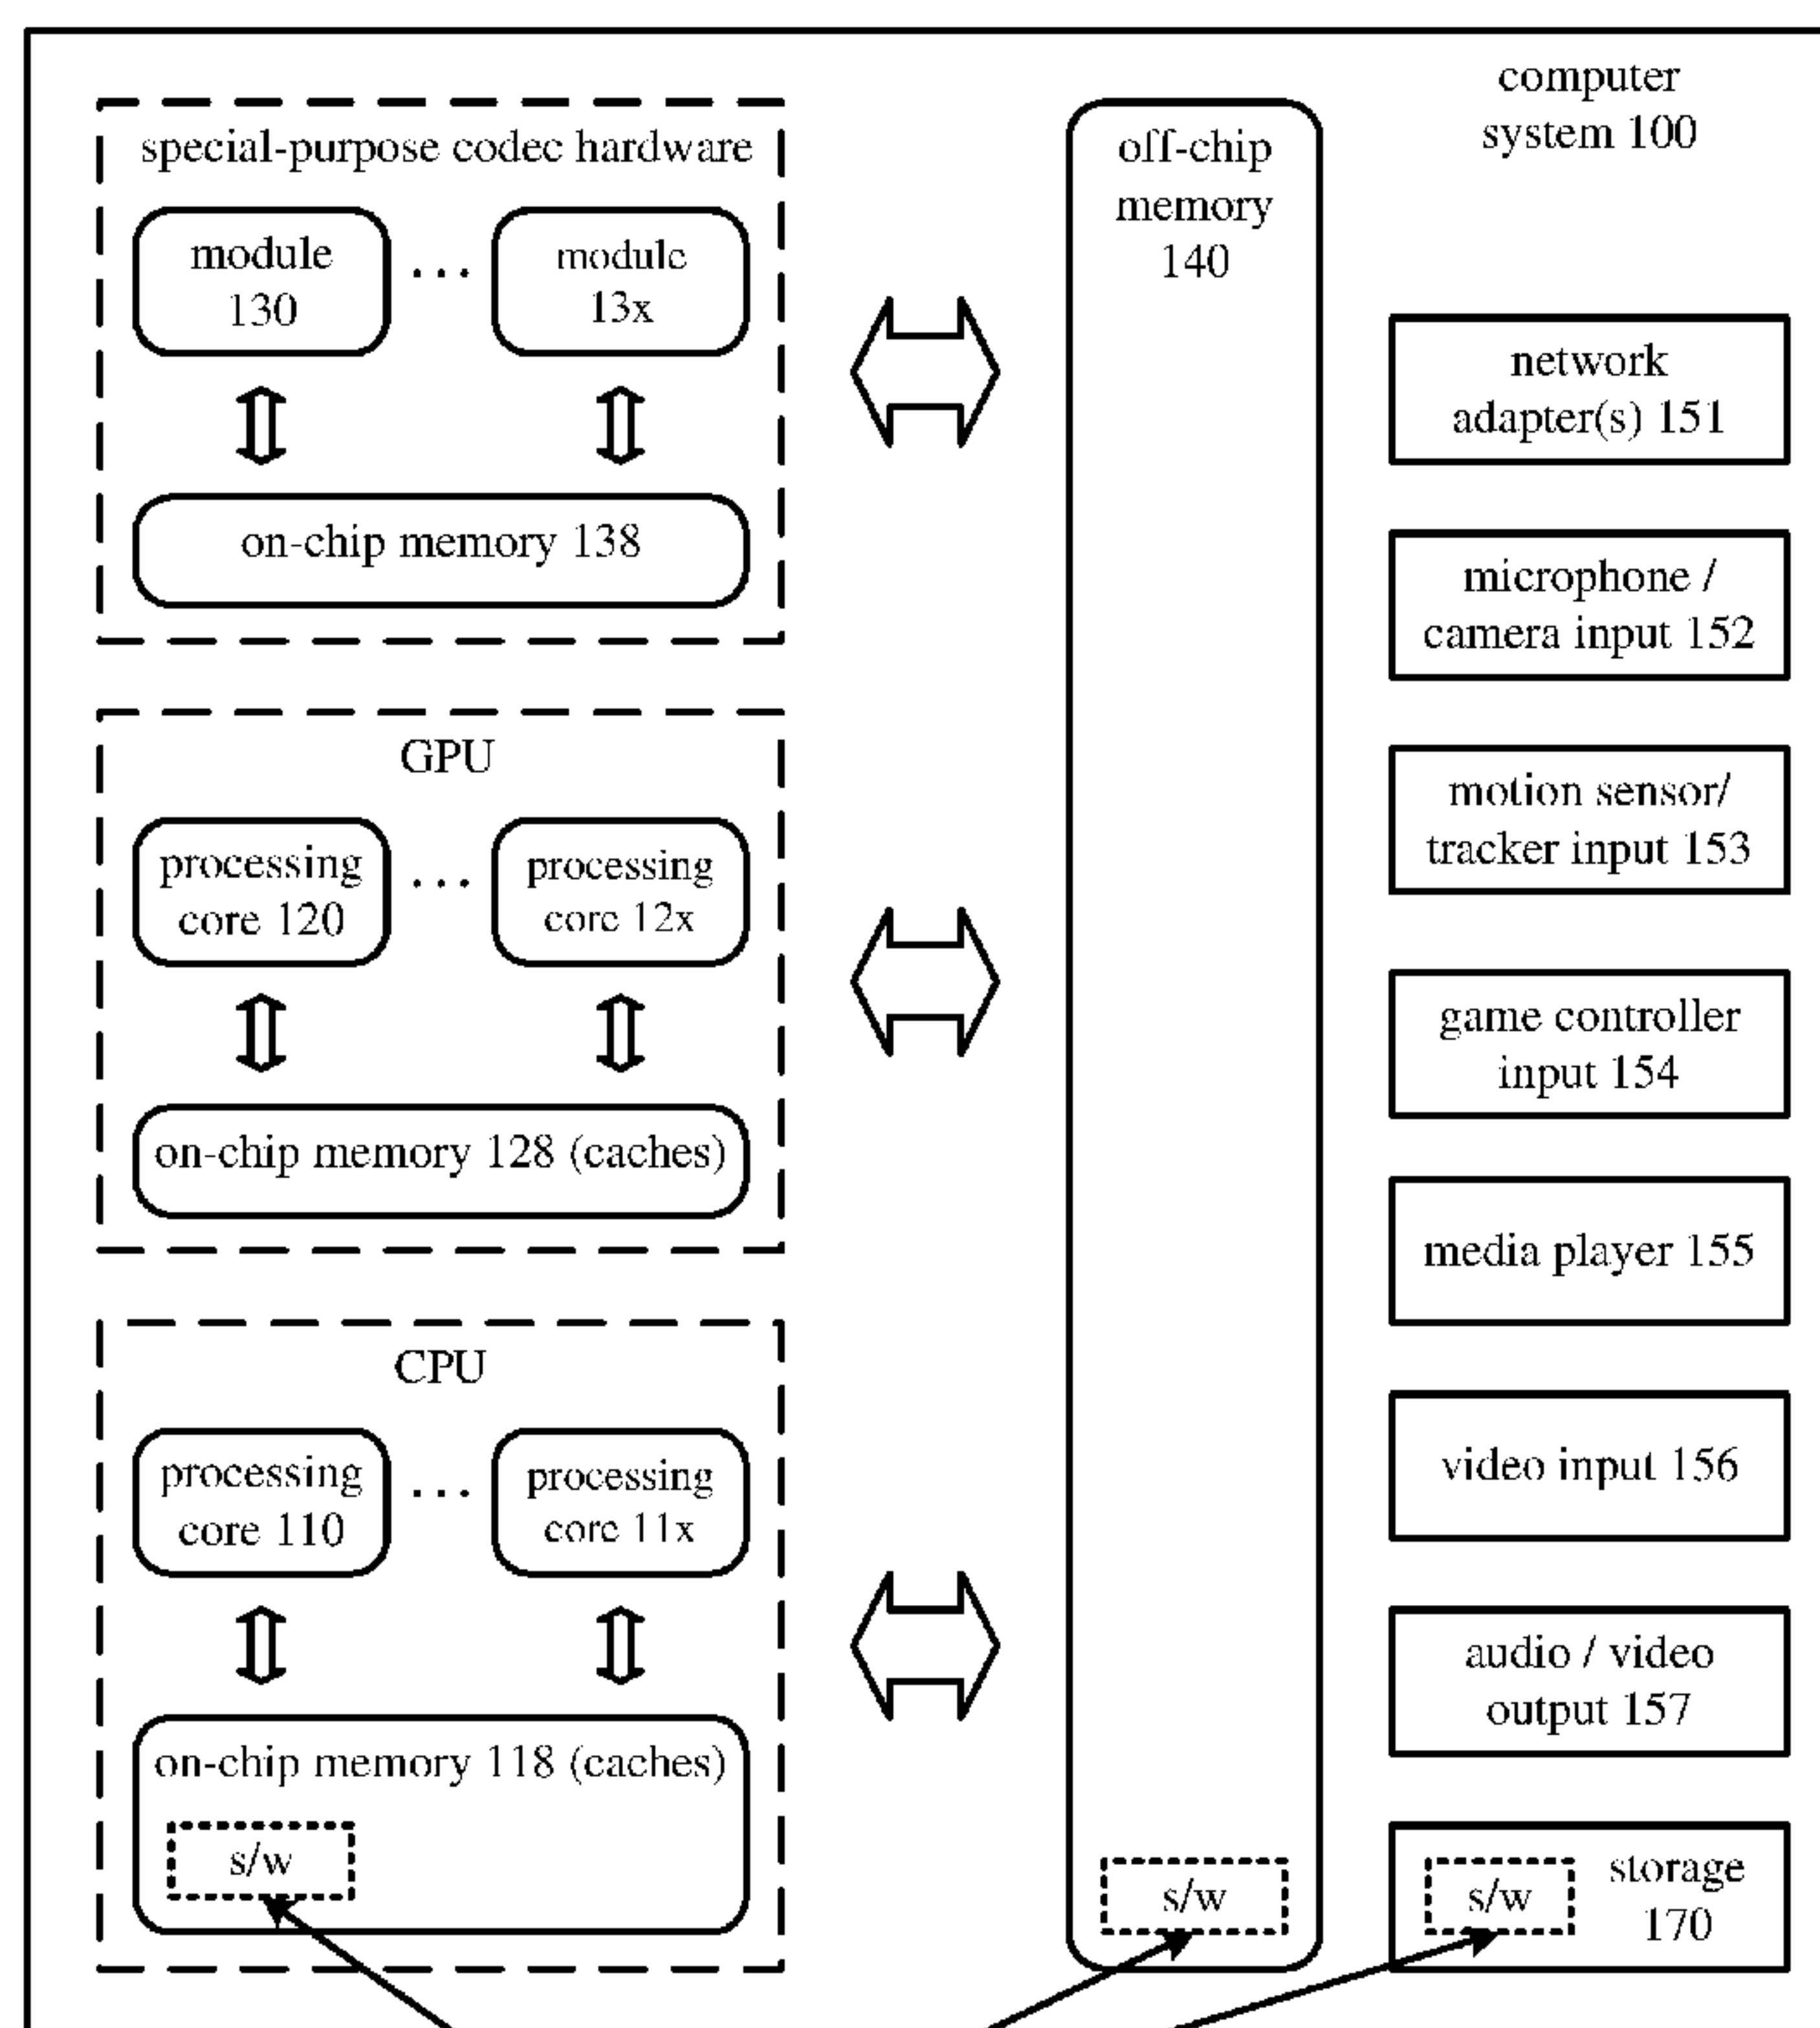 computer
system 100
special-purpose codec hardware
module
130
...
module
13x
on-chip memory 138
GPU
processing
core 120
...
processing
core 12x
on-chip memory 128 (caches)
CPU
processing
core 110
...
processing
core 11x
on-chip memory 118 (caches)
s/w
off-chip
memory
140
s/w
network
adapter(s) 151
microphone /
camera input 152
motion sensor/
tracker input 153
game controller
input 154
media player 155
video input 156
audio / video
output 157
s/w
storage
170